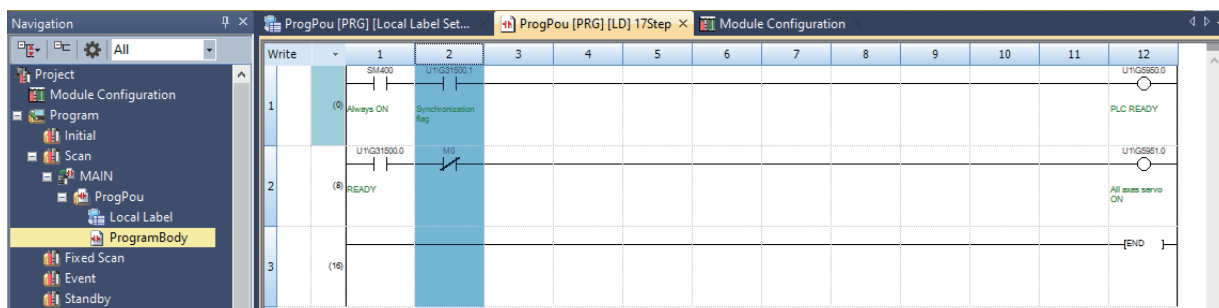 Navigation
All
Project
Module Configuration
Program
Initial
Scan
MAIN
ProgPou
Local Label
ProgramBody
Fixed Scan
Event
Standby
ProgPou [PRG] [Local Label Set...
ProgPou [PRG] [LD] 17Step
Module Configuration
Write 1 2 3 4 5 6 7 8 9 10 11 12
SM400 U1\G31500.1 U1\G5950.0
1 (0) Always ON Synchronization flag PLC READY
U1\G31500.0 M0 U1\G5951.0
2 (8) READY All axes servo ON
3 (16) [END ]